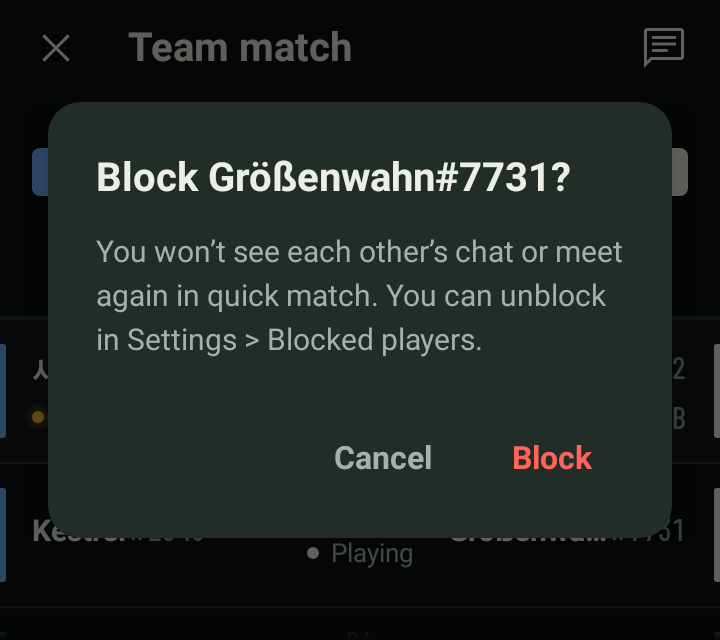 Team match
Block Größenwahn#7731?
You won’t see each other’s chat or meet
again in quick match. You can unblock
in Settings > Blocked players.
2
B
Cancel
Block
Playing